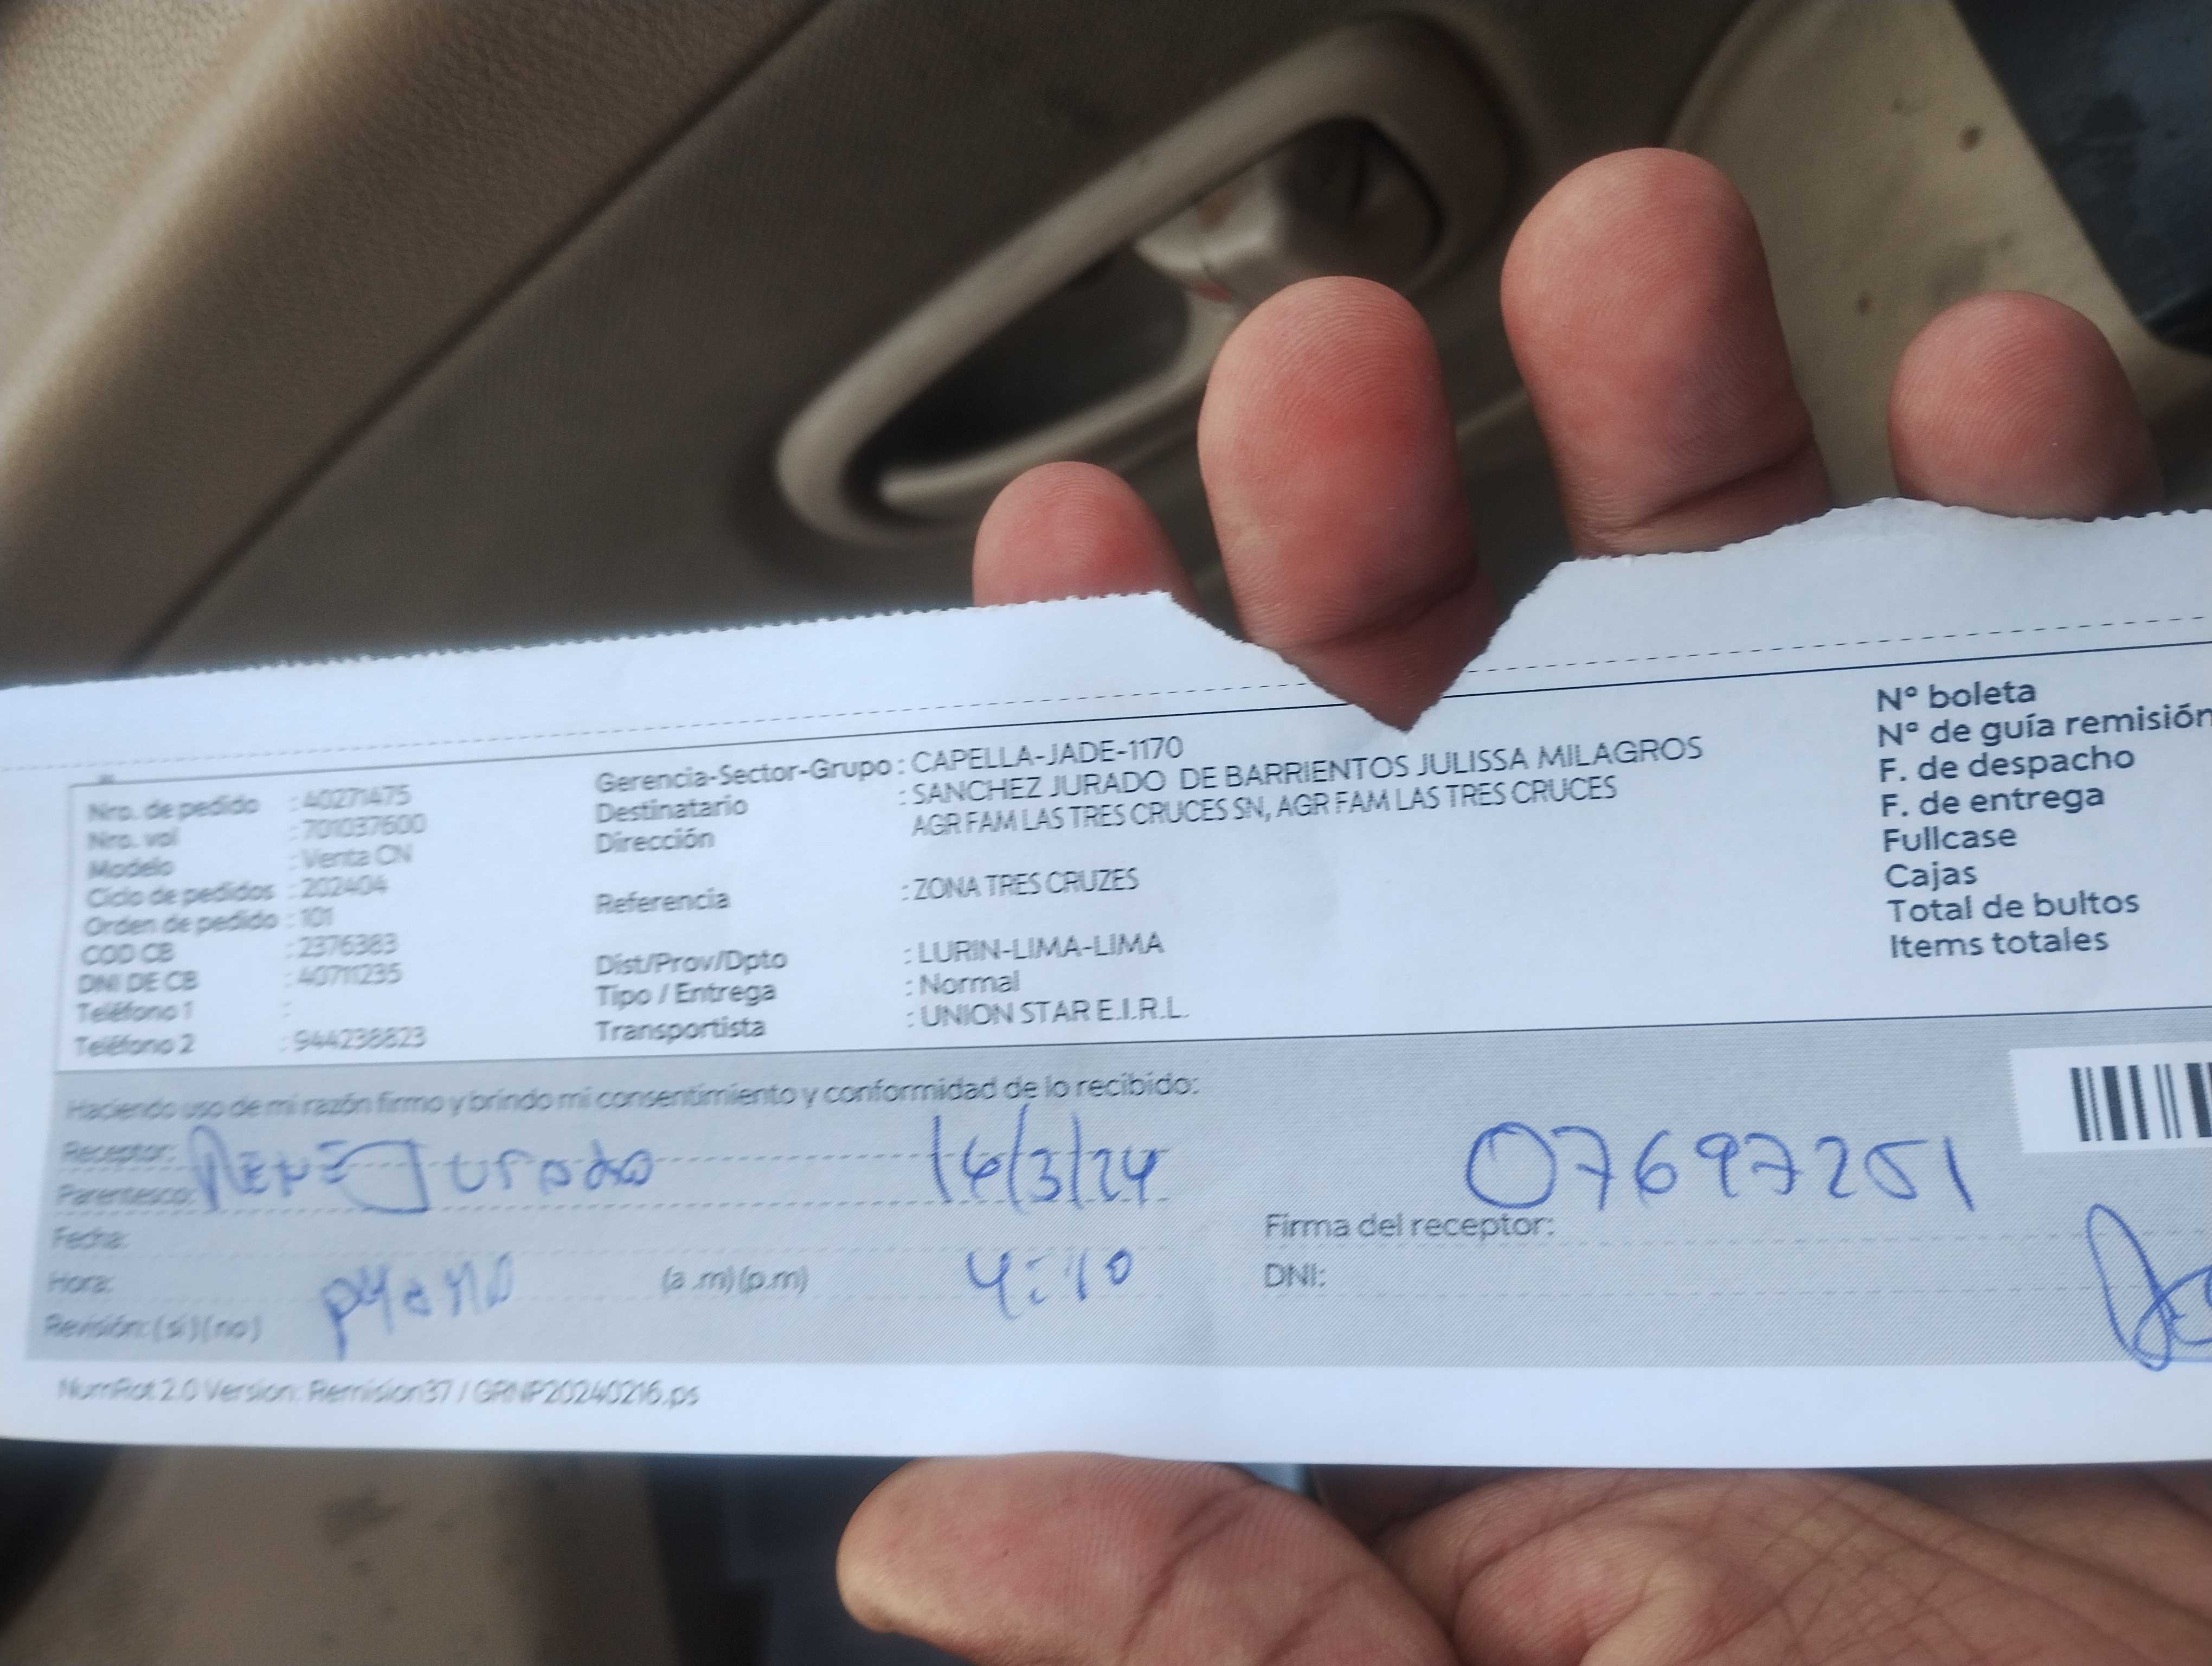 Nro. de pedido : 40271475
Nro. vol : 701037600
Modelo : Venta CN
Ciclo de pedidos : 202404
Orden de pedido : 101
COD CB : 2376383
DNI DE CB : 40711235
Teléfono 1 :
Teléfono 2 : 944238823
Gerencia-Sector-Grupo : CAPELLA-JADE-1170
Destinatario : SANCHEZ JURADO DE BARRIENTOS JULISSA MILAGROS
Dirección AGR FAM LAS TRES CRUCES SN, AGR FAM LAS TRES CRUCES
Referencia : ZONA TRES CRUZES
Dist/Prov/Dpto : LURIN-LIMA-LIMA
Tipo / Entrega : Normal
Transportista : UNION STAR E.I.R.L.
N° boleta
N° de guía remisión
F. de despacho
F. de entrega
Fullcase
Cajas
Total de bultos
Items totales
Haciendo uso de mi razón firmo y brindo mi consentimiento y conformidad de lo recibido:
Receptor:
Parentesco: Jurado 14/3/24 07697251
Fecha:
Firma del receptor:
Hora: (a .m) (p.m) 4:10
DNI:
Revisión: ( si ) ( no )
NumRot 2.0 Version: Remision37 / GRNP20240216.ps